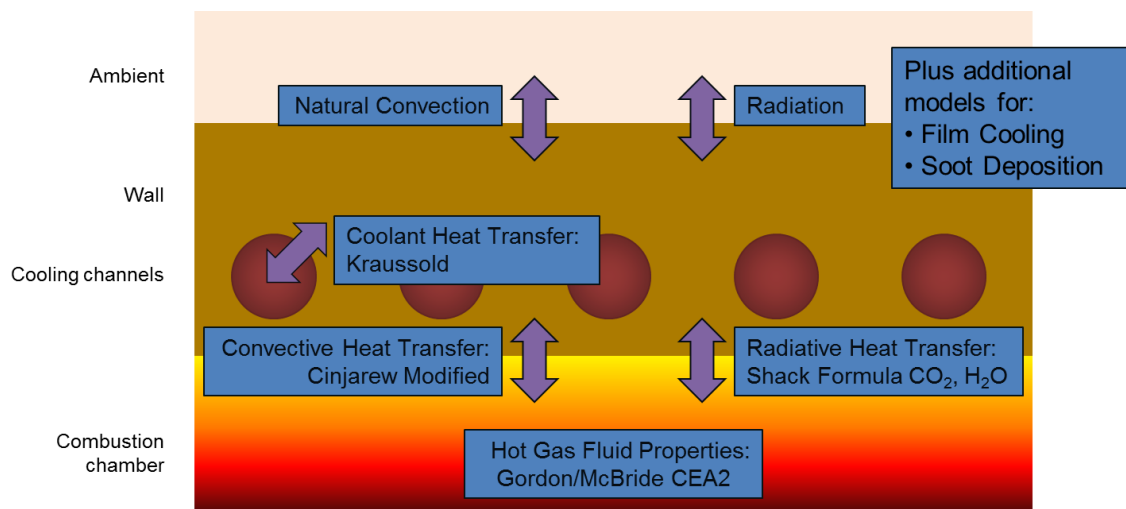 Ambient
Natural Convection
Radiation
Plus additional
models for:
• Film Cooling
• Soot Deposition
Wall
Coolant Heat Transfer:
Kraussold
Cooling channels
Convective Heat Transfer:
Cinjarew Modified
Radiative Heat Transfer:
Shack Formula CO₂, H₂O
Combustion
chamber
Hot Gas Fluid Properties:
Gordon/McBride CEA2